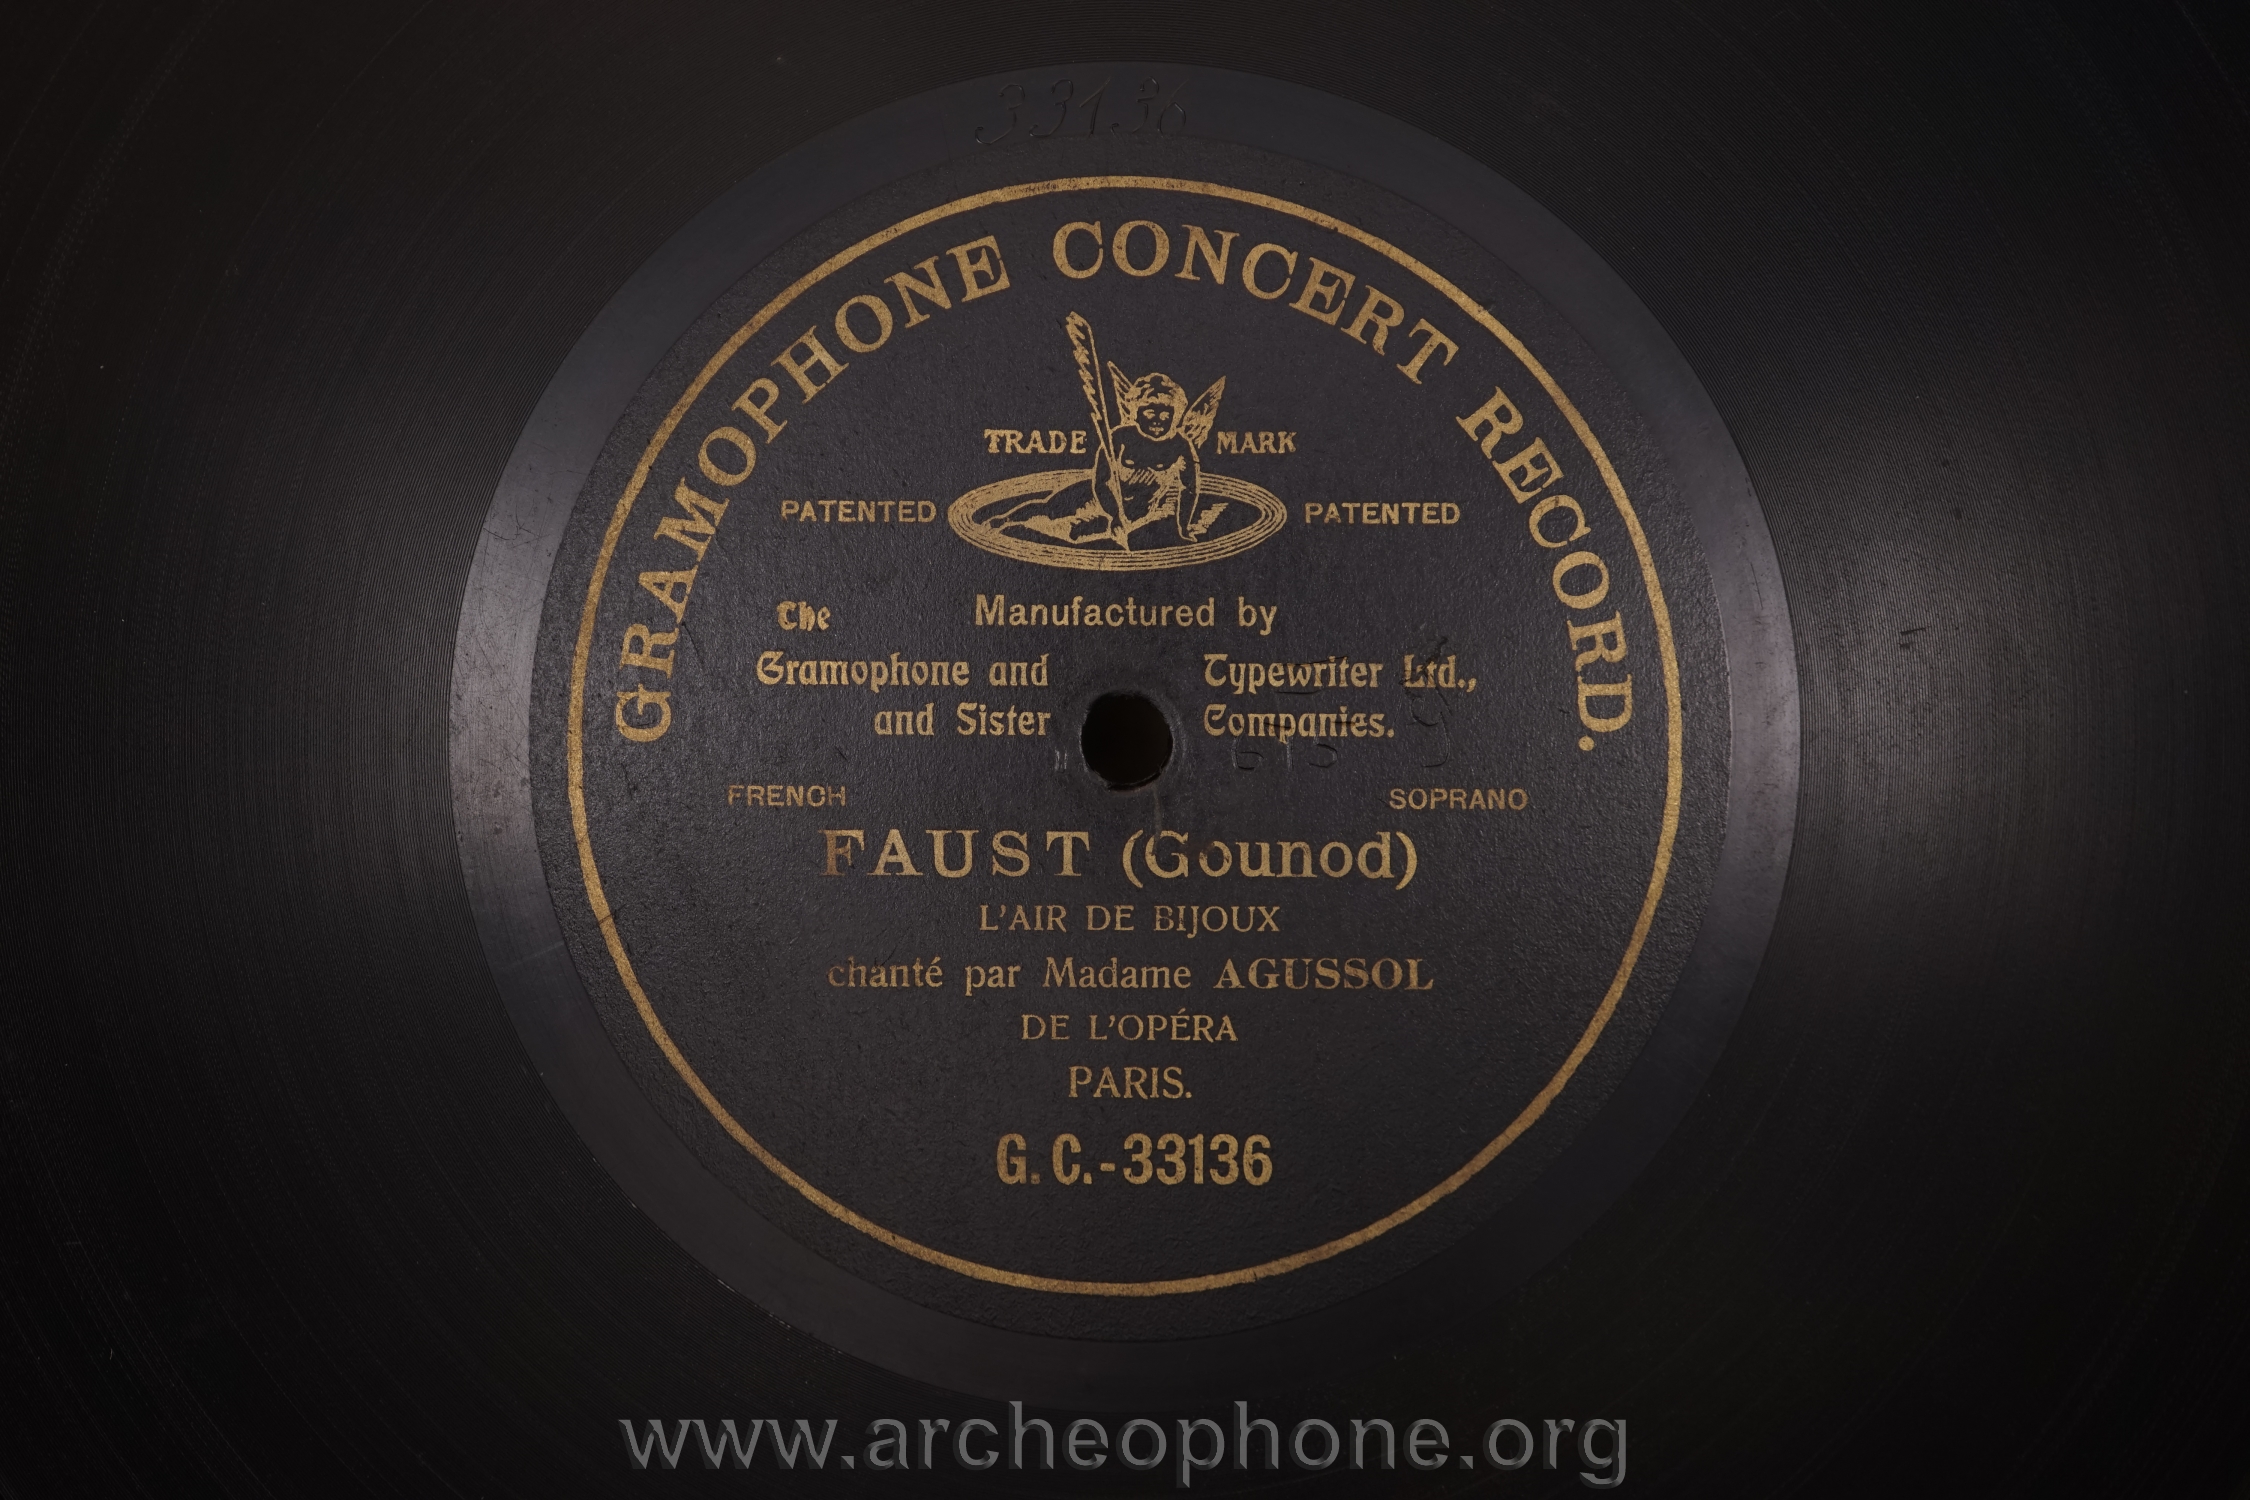 33136
GRAMOPHONE CONCERT RECORD.
TRADE MARK
PATENTED PATENTED
The Manufactured by
Gramophone and Typewriter Ltd.,
and Sister Companies.
FRENCH SOPRANO
FAUST (Gounod)
L'AIR DE BIJOUX
chanté par Madame AGUSSOL
DE L'OPÉRA
PARIS.
G. C.-33136
www.archeophone.org